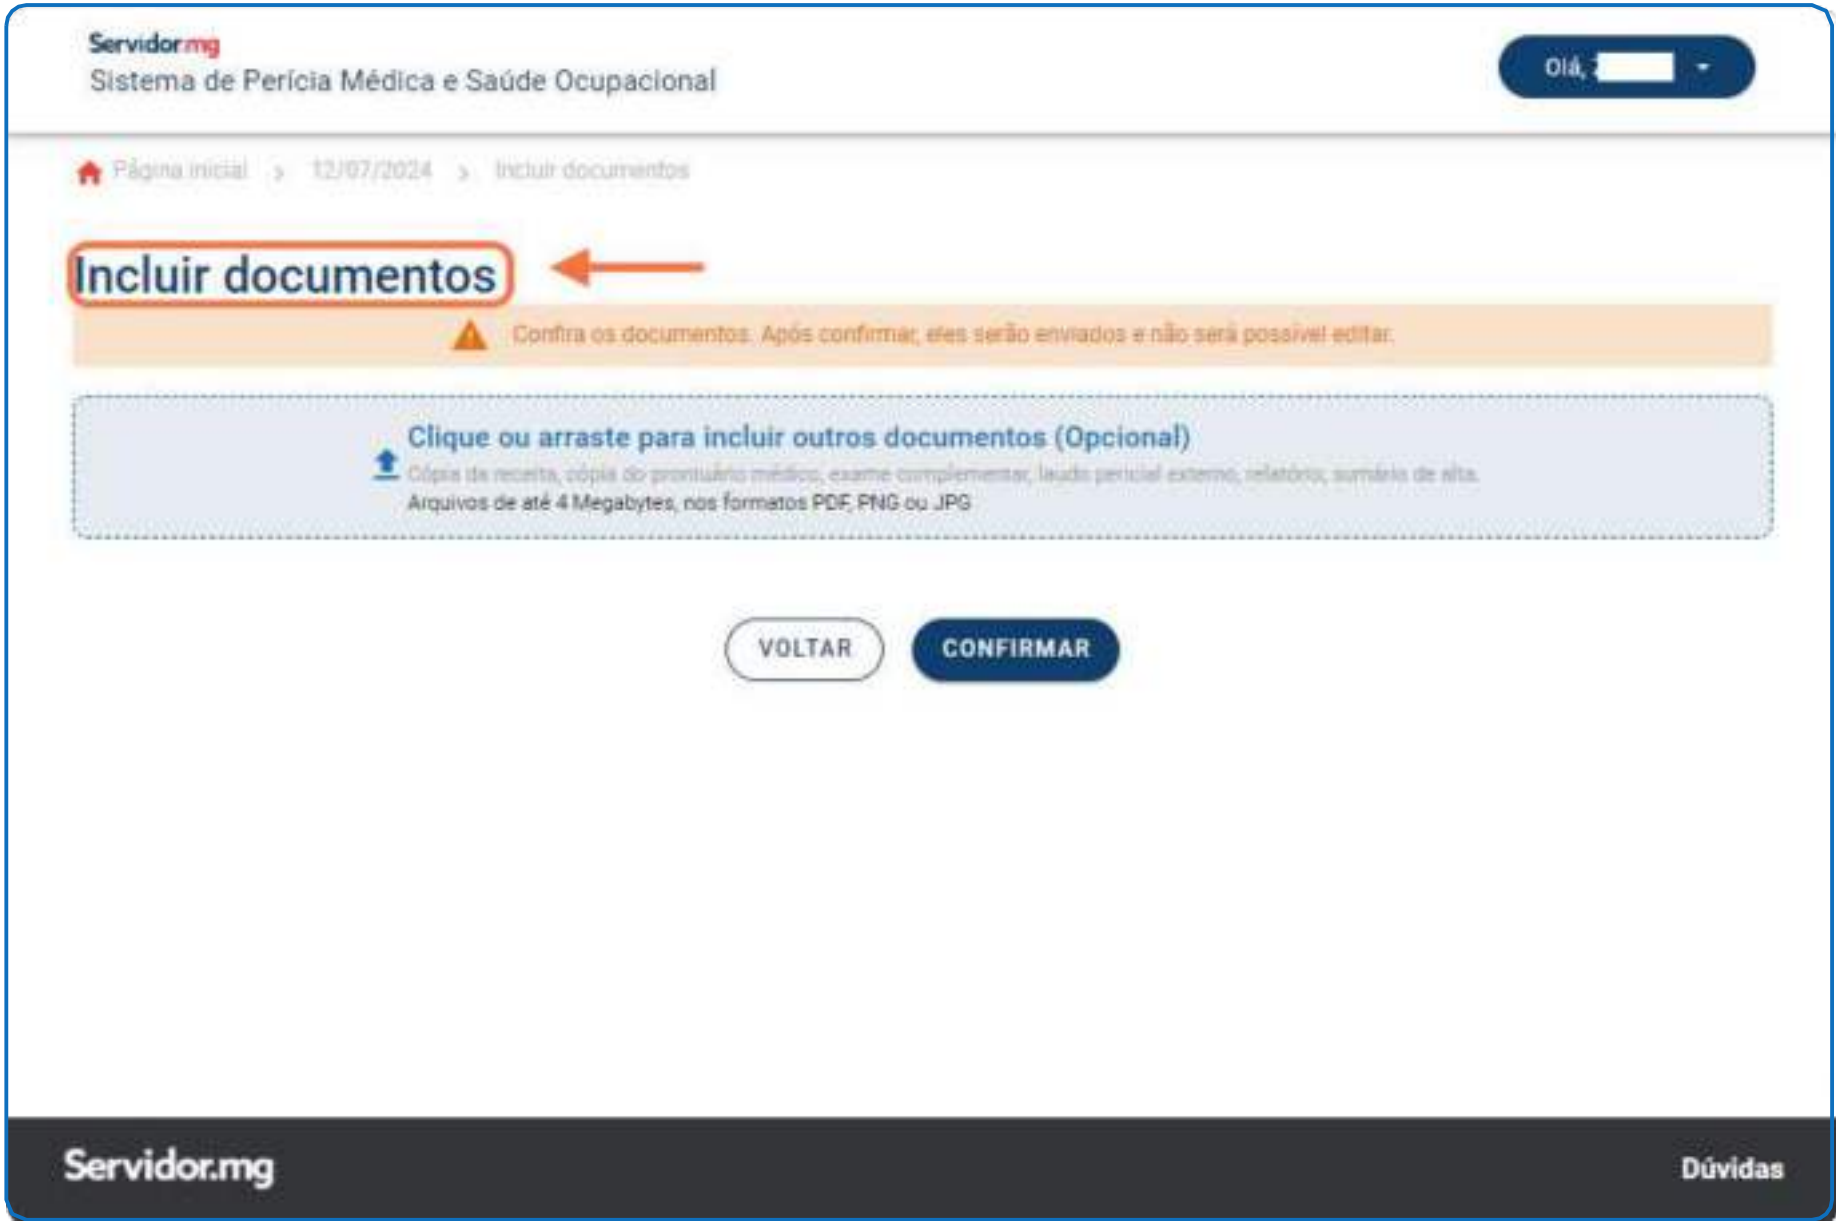 Servidor.mg
Sistema de Perícia Médica e Saúde Ocupacional
Olá,
Página inicial > 12/07/2024 > Incluir documentos
Incluir documentos
Confira os documentos. Após confirmar, eles serão enviados e não será possível editar.
Clique ou arraste para incluir outros documentos (Opcional)
Cópia da receita, cópia do prontuário médico, exame complementar, laudo pericial externo, relatório, sumário de alta.
Arquivos de até 4 Megabytes, nos formatos PDF, PNG ou JPG
VOLTAR
CONFIRMAR
Servidor.mg
Dúvidas